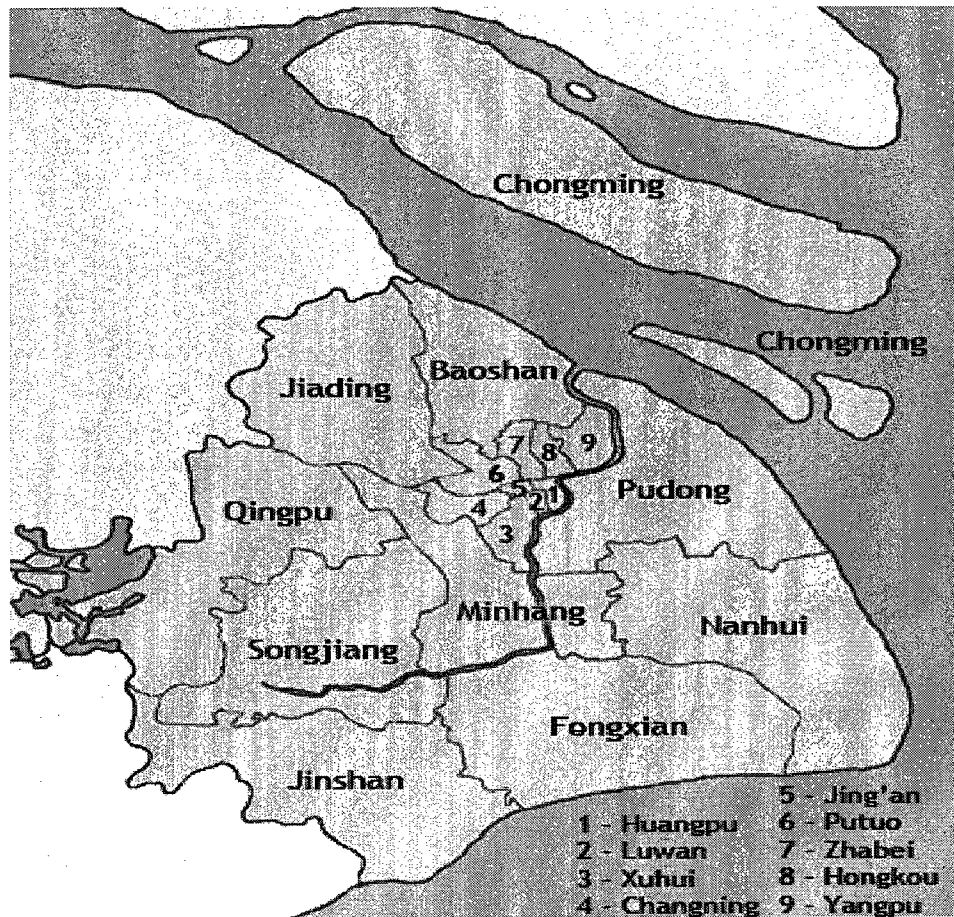 Chongming
Chongming
Baoshan
Jiading
7
8
9
6
Pudong
5
2
1
4
Qingpu
3
Minhang
Nanhui
Songjiang
Fongxian
Jinshan
5 - Jing'an
1 - Huangpu
6 - Putuo
2 - Luwan
7 - Zhabei
3 - Xuhui
8 - Hongkou
4 - Changning
9 - Yangpu